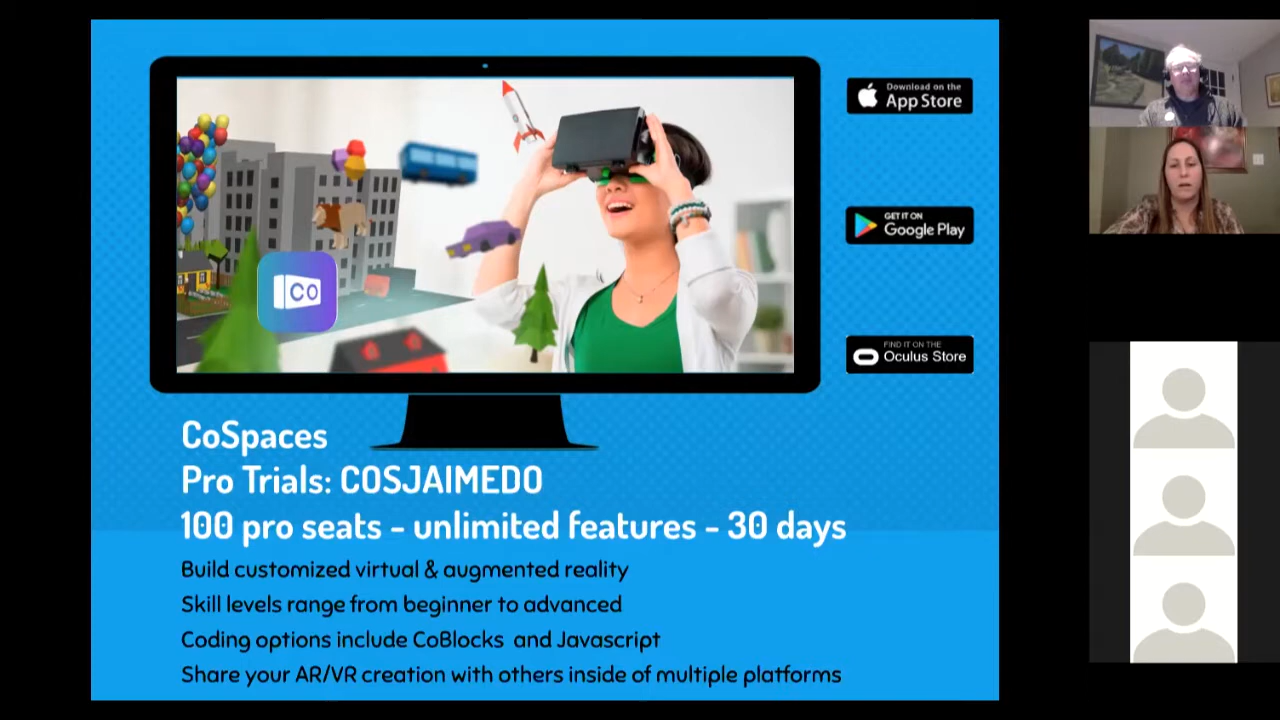 Download on the
App Store
GET IT ON
Google Play
FIND IT ON THE
Oculus Store
CO
CoSpaces
Pro Trials: COSJAIMEDO
100 pro seats - unlimited features - 30 days
Build customized virtual & augmented reality
Skill levels range from beginner to advanced
Coding options include CoBlocks and Javascript
Share your AR/VR creation with others inside of multiple platforms